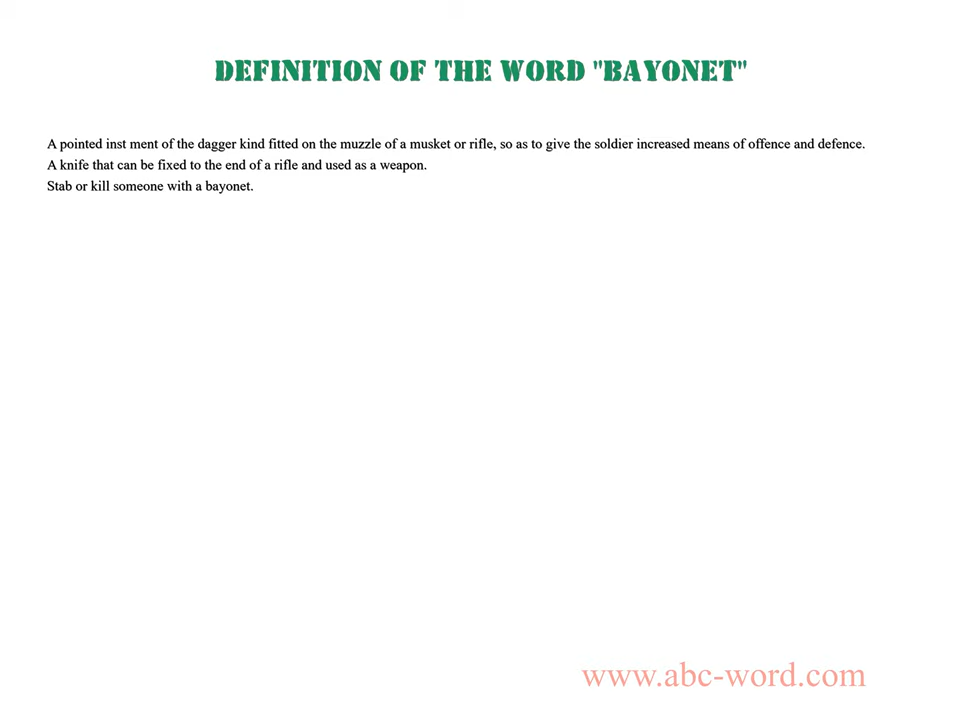 DEFINITION OF THE WORD "BAYONET"
A pointed inst ment of the dagger kind fitted on the muzzle of a musket or rifle, so as to give the soldier increased means of offence and defence.
A knife that can be fixed to the end of a rifle and used as a weapon.
Stab or kill someone with a bayonet.
www.abc-word.com